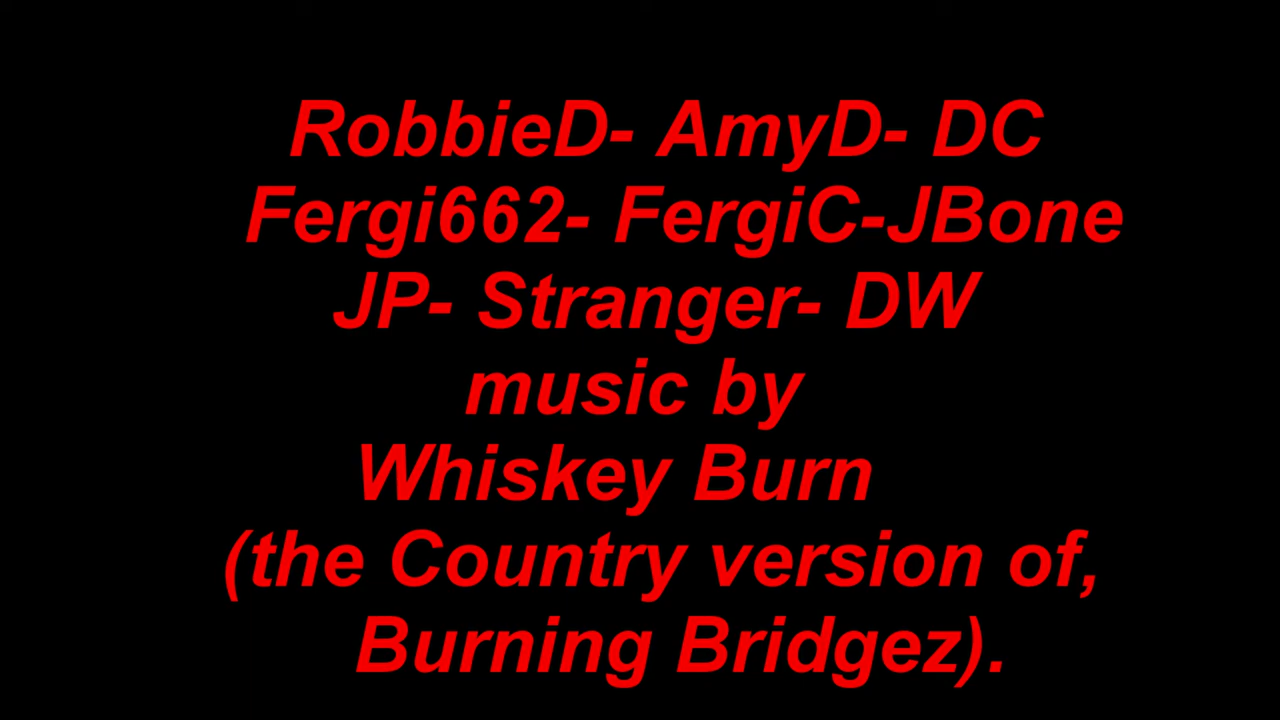 RobbieD- AmyD- DC
Fergi662- FergiC-JBone
JP- Stranger- DW
music by
Whiskey Burn
(the Country version of,
Burning Bridgez).